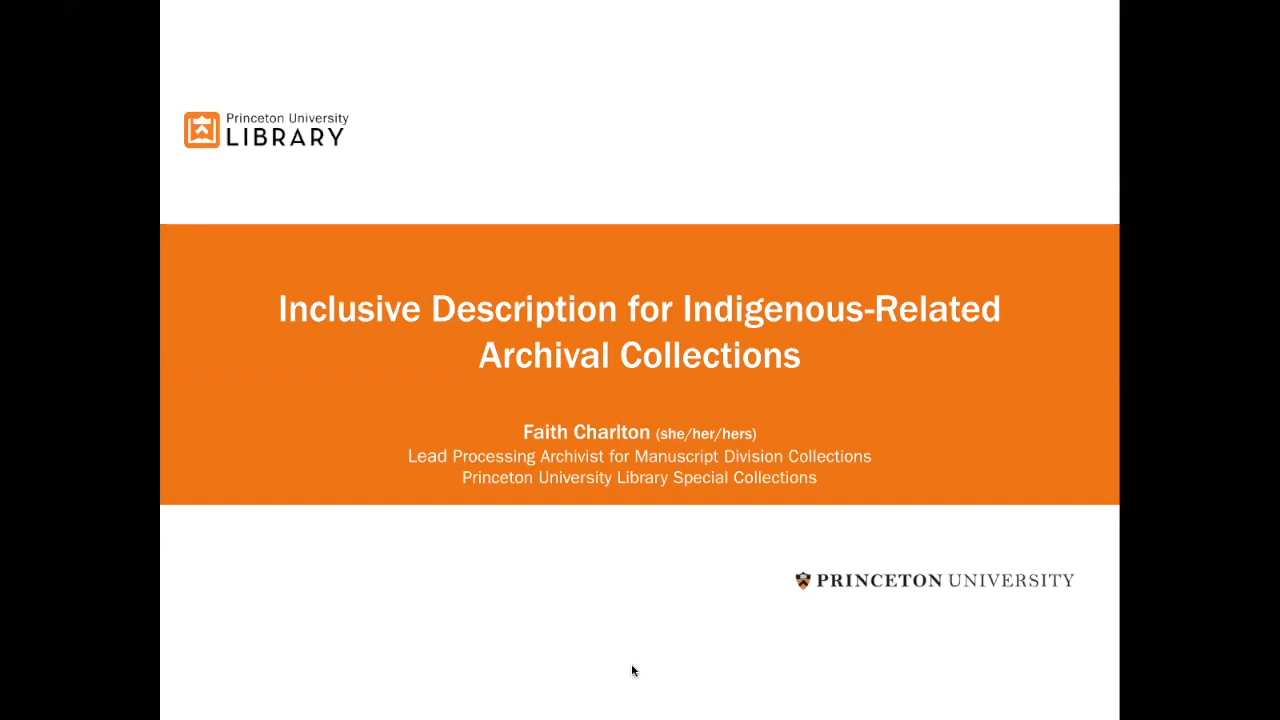 Princeton University
LIBRARY
Inclusive Description for Indigenous-Related
Archival Collections
Faith Charlton (she/her/hers)
Lead Processing Archivist for Manuscript Division Collections
Princeton University Library Special Collections
PRINCETON UNIVERSITY